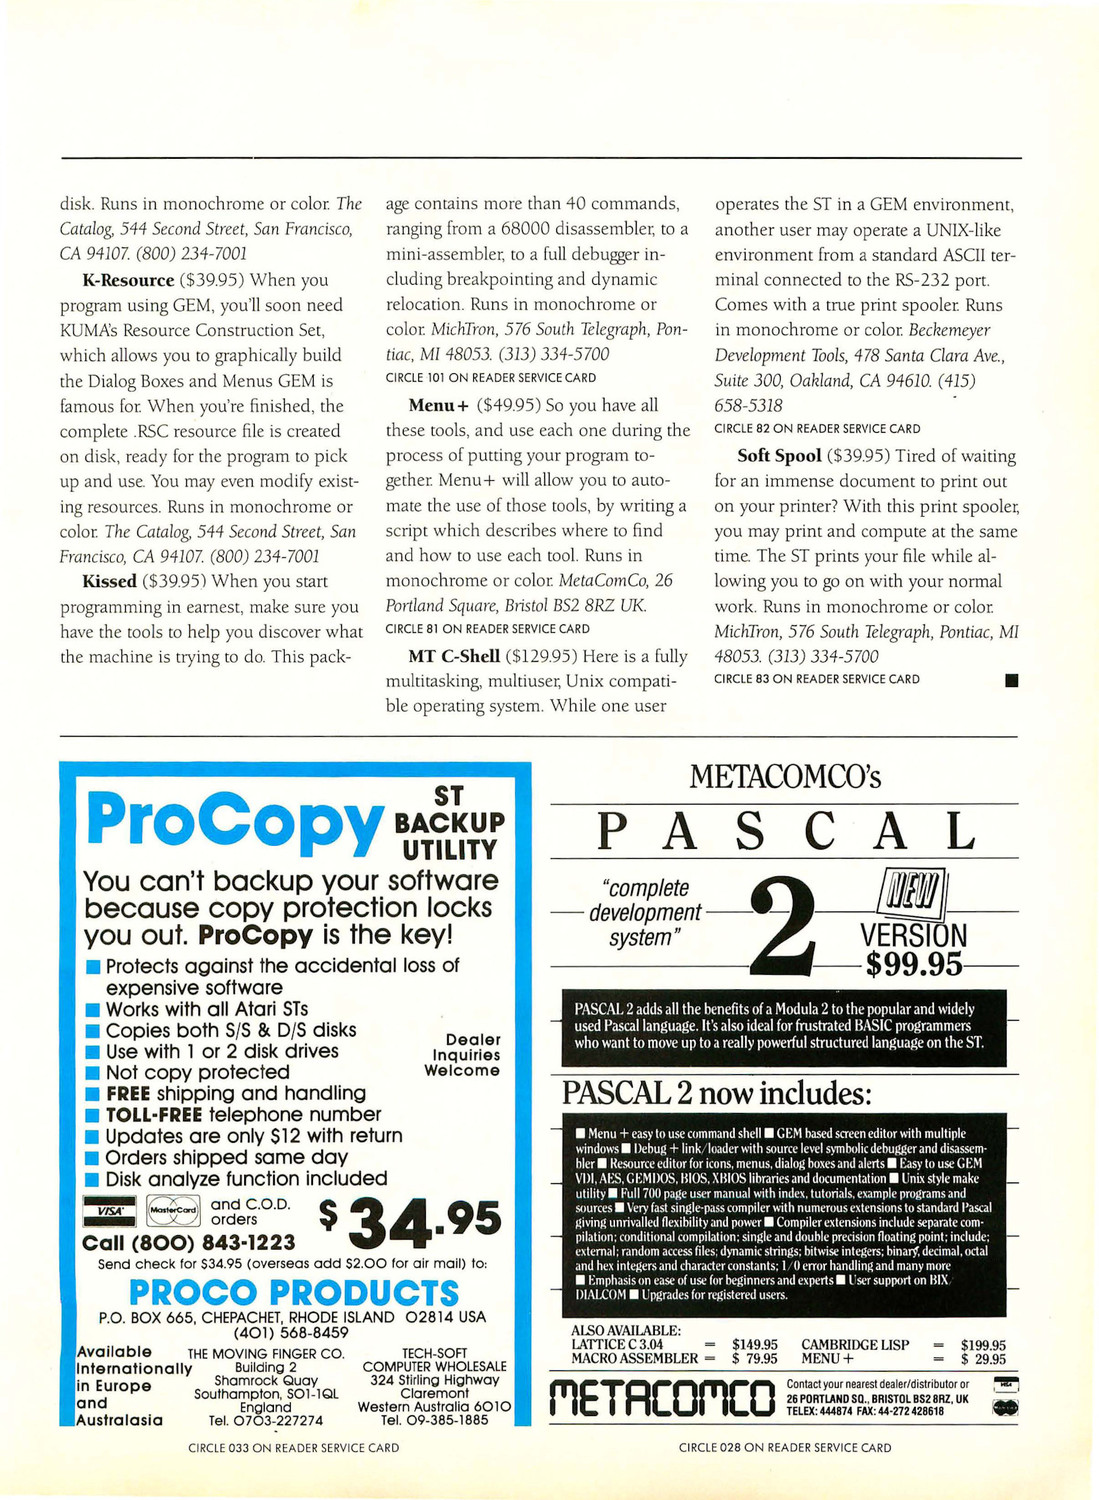 disk. Runs in monochrome or color. The
Catalog, 544 Second Street, San Francisco,
CA 94107. (800) 234-7001
K-Resource ($39.95) When you
program using GEM, you'll soon need
KUMA's Resource Construction Set,
which allows you to graphically build
the Dialog Boxes and Menus GEM is
famous for. When you're finished, the
complete .RSC resource file is created
on disk, ready for the program to pick
up and use. You may even modify exist-
ing resources. Runs in monochrome or
color. The Catalog, 544 Second Street, San
Francisco, CA 94107. (800) 234-7001
Kissed ($39.95) When you start
programming in earnest, make sure you
have the tools to help you discover what
the machine is trying to do. This pack-
age contains more than 40 commands,
ranging from a 68000 disassembler, to a
mini-assembler, to a full debugger in-
cluding breakpointing and dynamic
relocation. Runs in monochrome or
color. MichTron, 576 South Telegraph, Pon-
tiac, MI 48053. (313) 334-5700
CIRCLE 101 ON READER SERVICE CARD
Menu+ ($49.95) So you have all
these tools, and use each one during the
process of putting your program to-
gether. Menu+ will allow you to auto-
mate the use of those tools, by writing a
script which describes where to find
and how to use each tool. Runs in
monochrome or color. MetaComCo, 26
Portland Square, Bristol BS2 8RZ UK.
CIRCLE 81 ON READER SERVICE CARD
MT C-Shell ($129.95) Here is a fully
multitasking, multiuser, Unix compati-
ble operating system. While one user
operates the ST in a GEM environment,
another user may operate a UNIX-like
environment from a standard ASCII ter-
minal connected to the RS-232 port.
Comes with a true print spooler. Runs
in monochrome or color. Beckemeyer
Development Tools, 478 Santa Clara Ave.,
Suite 300, Oakland, CA 94610. (415)
658-5318
CIRCLE 82 ON READER SERVICE CARD
Soft Spool ($39.95) Tired of waiting
for an immense document to print out
on your printer? With this print spooler,
you may print and compute at the same
time. The ST prints your file while al-
lowing you to go on with your normal
work. Runs in monochrome or color.
MichTron, 576 South Telegraph, Pontiac, MI
48053. (313) 334-5700
CIRCLE 83 ON READER SERVICE CARD ■
ProCopy
ST
BACKUP
UTILITY
You can't backup your software
because copy protection locks
you out. ProCopy is the key!
■ Protects against the accidental loss of
expensive software
■ Works with all Atari STs
■ Copies both S/S & D/S disks
■ Use with 1 or 2 disk drives
■ Not copy protected
■ FREE shipping and handling
■ TOLL-FREE telephone number
■ Updates are only $12 with return
■ Orders shipped same day
■ Disk analyze function included
Dealer
Inquiries
Welcome
VISA MasterCard and C.O.D.
orders
$34.95
Call (800) 843-1223
Send check for $34.95 (overseas add $2.00 for air mail) to:
PROCO PRODUCTS
P.O. BOX 665, CHEPACHET, RHODE ISLAND 02814 USA
(401) 568-8459
Available
Internationally
in Europe
and
Australasia
THE MOVING FINGER CO.
Building 2
Shamrock Quay
Southampton, SO1-1QL
England
Tel. 0703-227274
TECH-SOFT
COMPUTER WHOLESALE
324 Stirling Highway
Claremont
Western Australia 6010
Tel. 09-385-1885
CIRCLE 033 ON READER SERVICE CARD
METACOMCO's
PASCAL
"complete
development
system"
2
NEW
VERSION
$99.95
PASCAL 2 adds all the benefits of a Modula 2 to the popular and widely
used Pascal language. It's also ideal for frustrated BASIC programmers
who want to move up to a really powerful structured language on the ST.
PASCAL 2 now includes:
■ Menu + easy to use command shell ■ GEM based screen editor with multiple
windows ■ Debug + link/loader with source level symbolic debugger and disassem-
bler ■ Resource editor for icons, menus, dialog boxes and alerts ■ Easy to use GEM
VDI, AES, GEMDOS, BIOS, XBIOS libraries and documentation ■ Unix style make
utility ■ Full 700 page user manual with index, tutorials, example programs and
sources ■ Very fast single-pass compiler with numerous extensions to standard Pascal
giving unrivalled flexibility and power ■ Compiler extensions include separate com-
pilation; conditional compilation; single and double precision floating point; include;
external; random access files; dynamic strings; bitwise integers; binary, decimal, octal
and hex integers and character constants; I/O error handling and many more
■ Emphasis on ease of use for beginners and experts ■ User support on BIX/
DIALCOM ■ Upgrades for registered users.
ALSO AVAILABLE:
LATTICE C 3.04 = $149.95 CAMBRIDGE LISP = $199.95
MACRO ASSEMBLER = $ 79.95 MENU + = $ 29.95
METACOMCO
Contact your nearest dealer/distributor or
26 PORTLAND SQ., BRISTOL BS2 8RZ, UK
TELEX: 444874 FAX: 44-272 428618
VISA
CIRCLE 028 ON READER SERVICE CARD